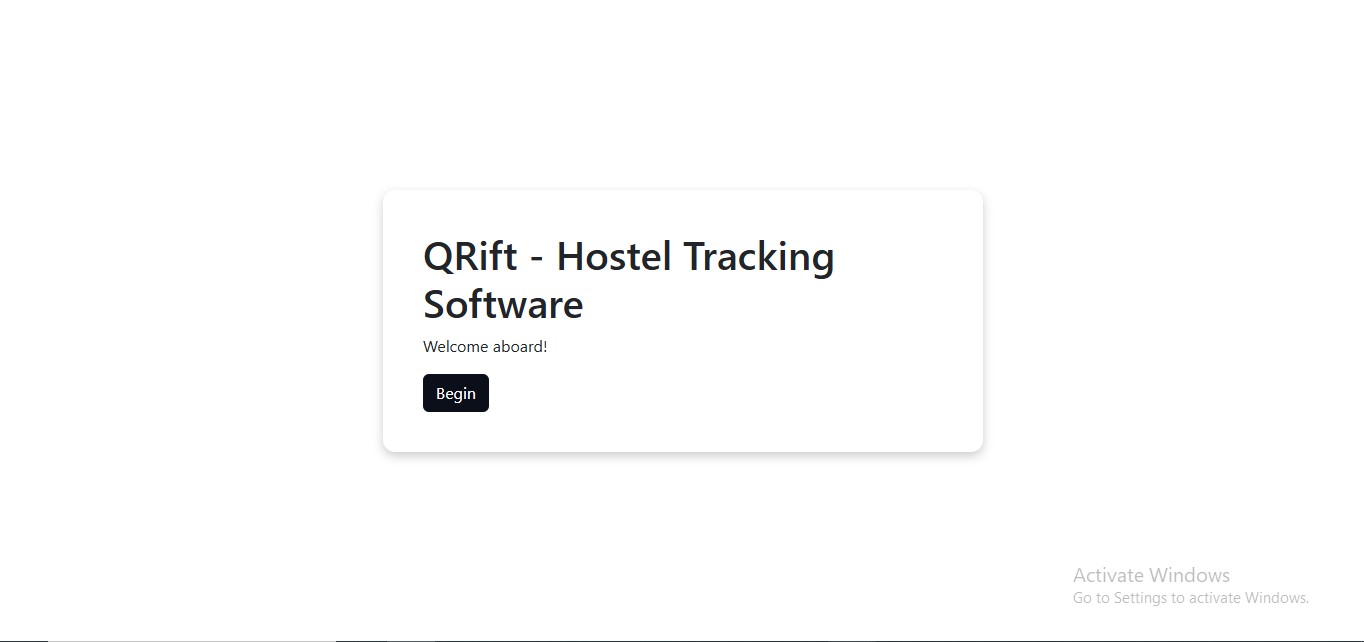 QRift - Hostel Tracking
Software
Welcome aboard!
Begin
Activate Windows
Go to Settings to activate Windows.